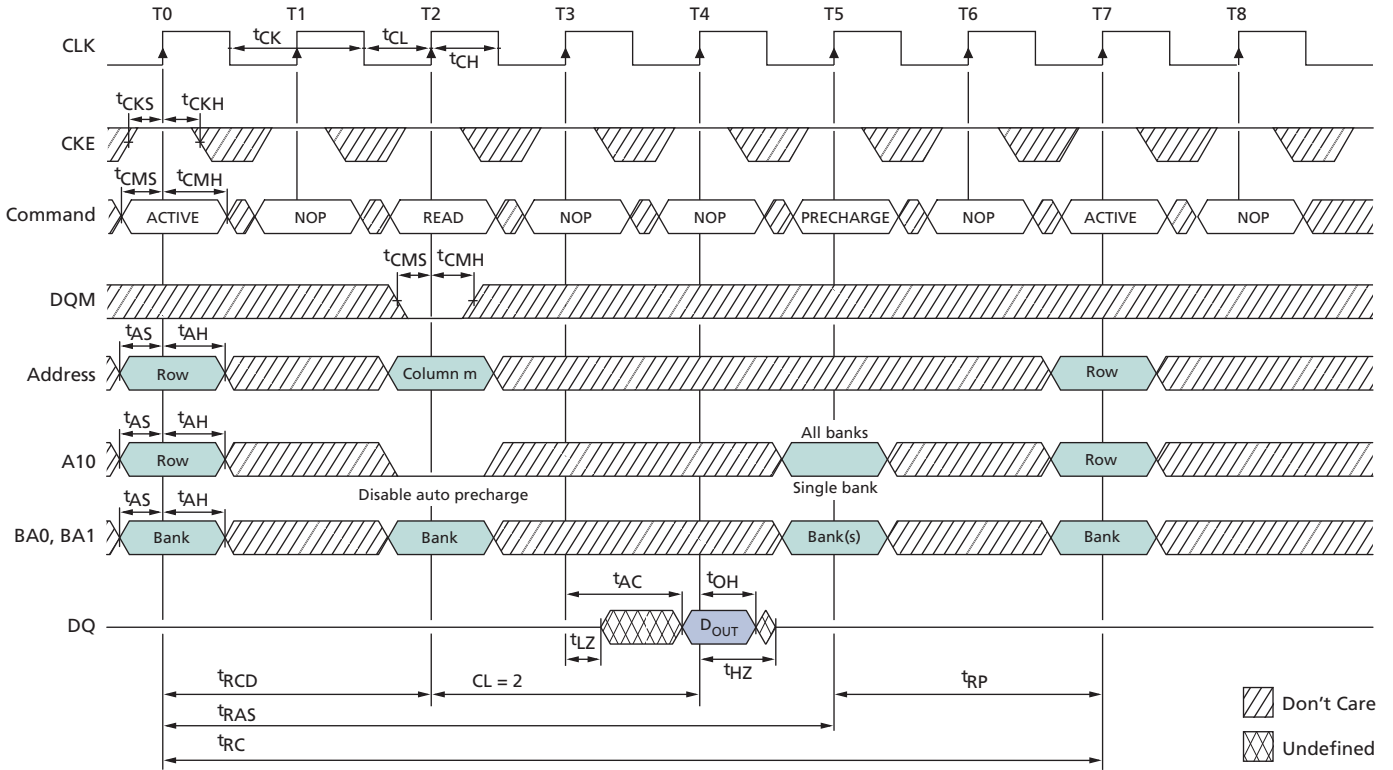 T0 T1 T2 T3 T4 T5 T6 T7 T8
CLK
tCK tCL
tCH
tCKS tCKH
CKE
tCMS tCMH
Command ACTIVE NOP READ NOP NOP PRECHARGE NOP ACTIVE NOP
tCMS tCMH
DQM
tAS tAH
Address Row Column m Row
tAS tAH
All banks
A10 Row Row
Disable auto precharge Single bank
tAS tAH
BA0, BA1 Bank Bank Bank(s) Bank
tAC tOH
DQ DOUT
tLZ tHZ
tRCD CL = 2 tRP
Don't Care
tRAS
tRC
Undefined